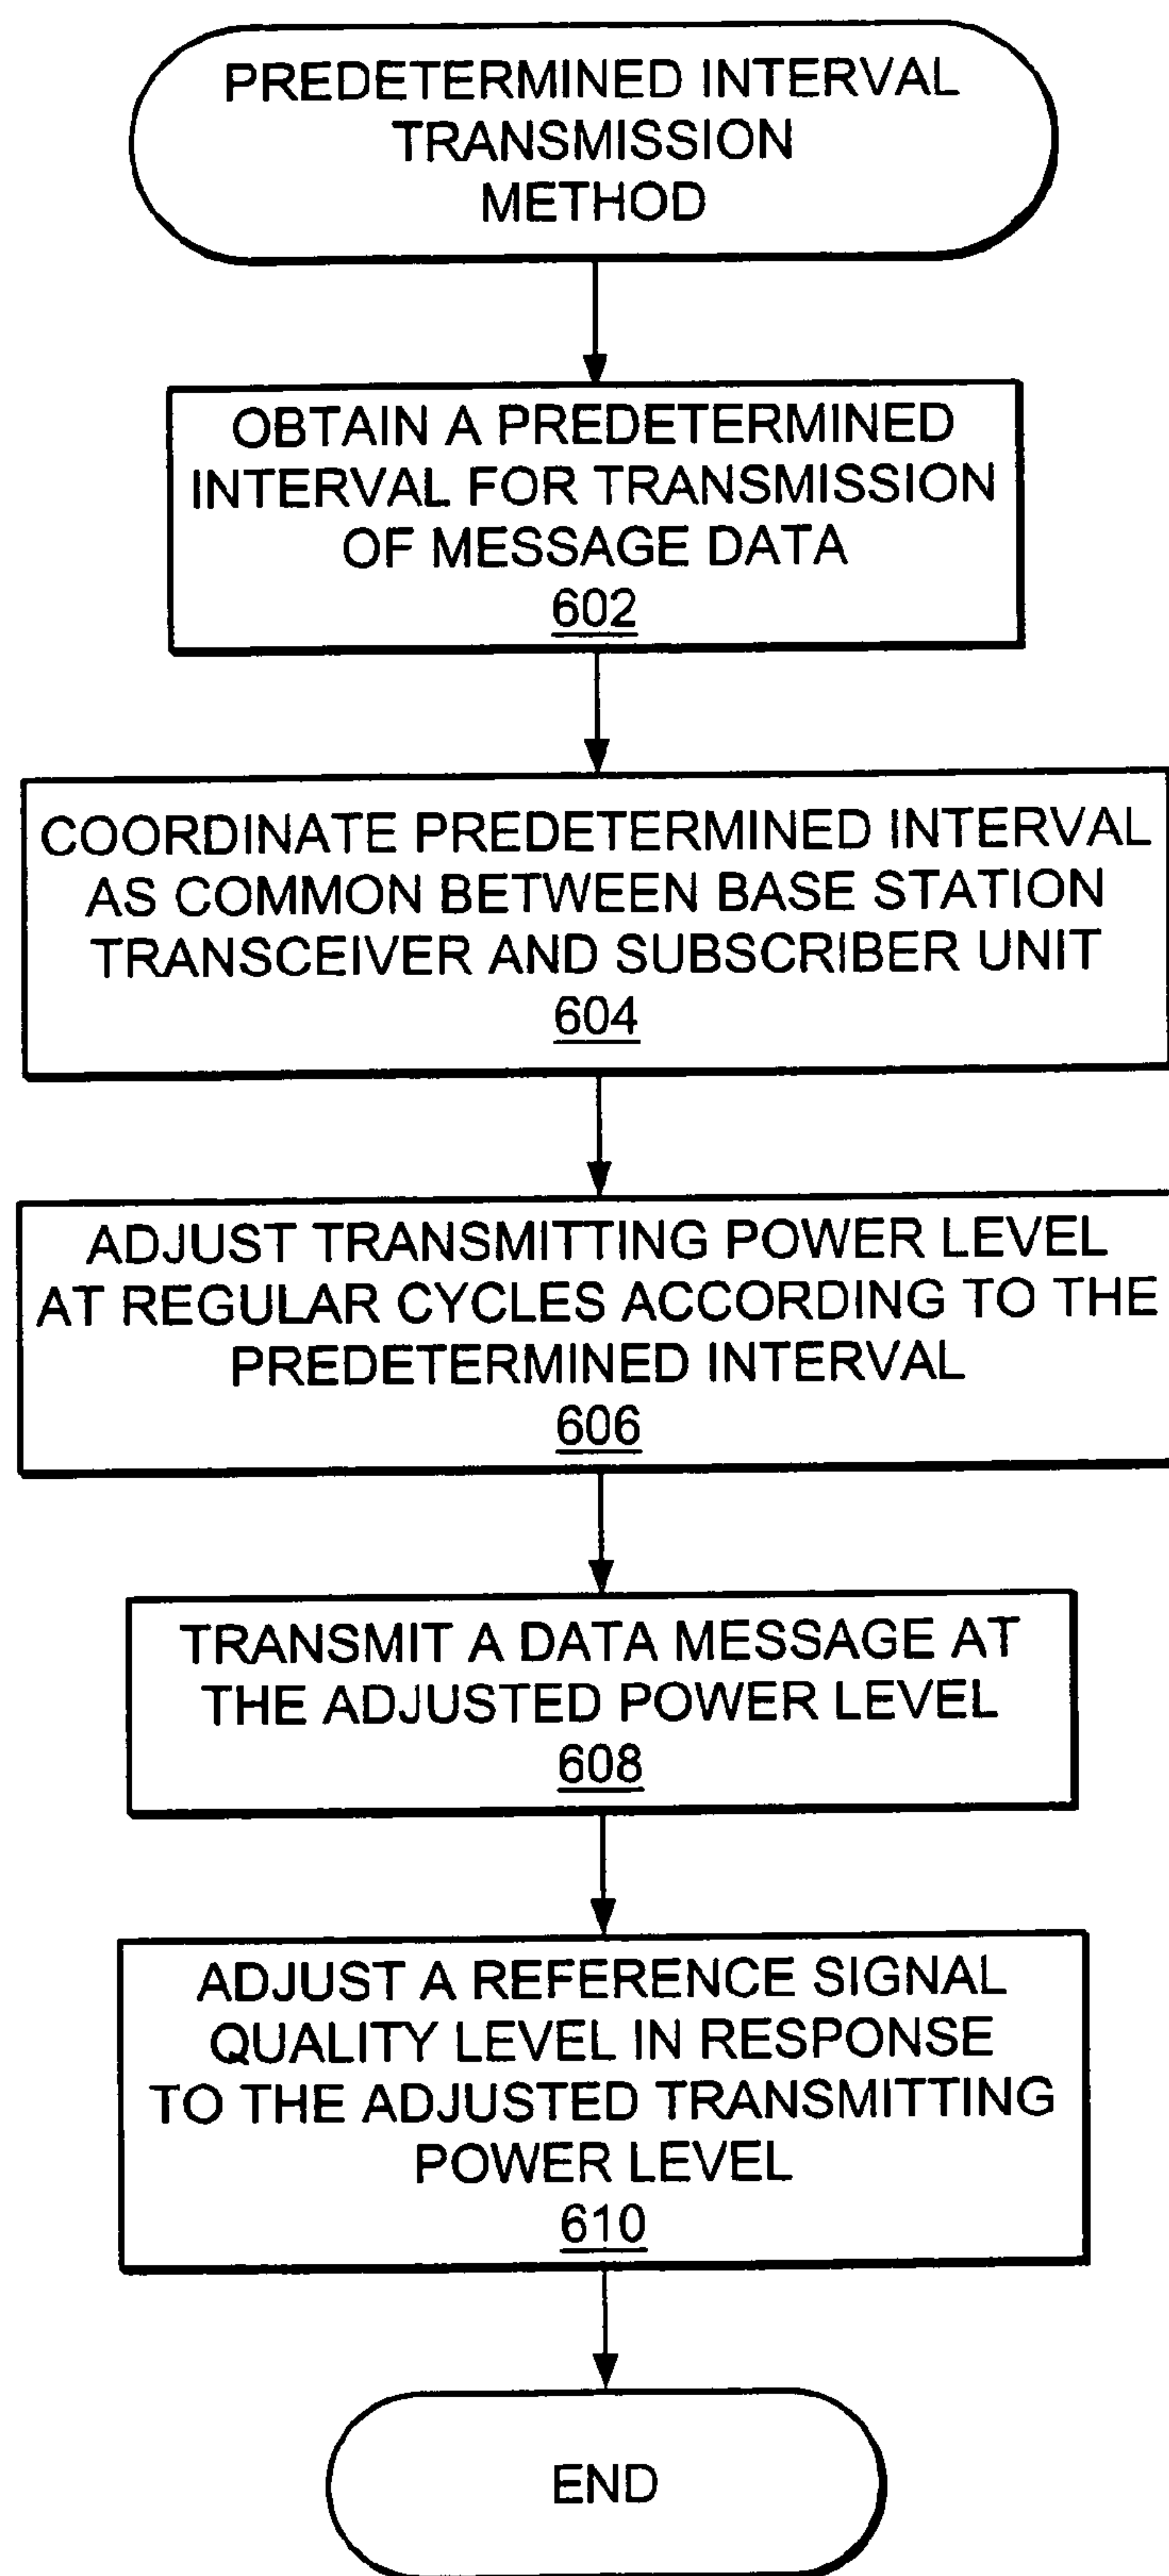 PREDETERMINED INTERVAL
TRANSMISSION
METHOD
OBTAIN A PREDETERMINED
INTERVAL FOR TRANSMISSION
OF MESSAGE DATA
602
COORDINATE PREDETERMINED INTERVAL
AS COMMON BETWEEN BASE STATION
TRANSCEIVER AND SUBSCRIBER UNIT
604
ADJUST TRANSMITTING POWER LEVEL
AT REGULAR CYCLES ACCORDING TO THE
PREDETERMINED INTERVAL
606
TRANSMIT A DATA MESSAGE AT
THE ADJUSTED POWER LEVEL
608
ADJUST A REFERENCE SIGNAL
QUALITY LEVEL IN RESPONSE
TO THE ADJUSTED TRANSMITTING
POWER LEVEL
610
END